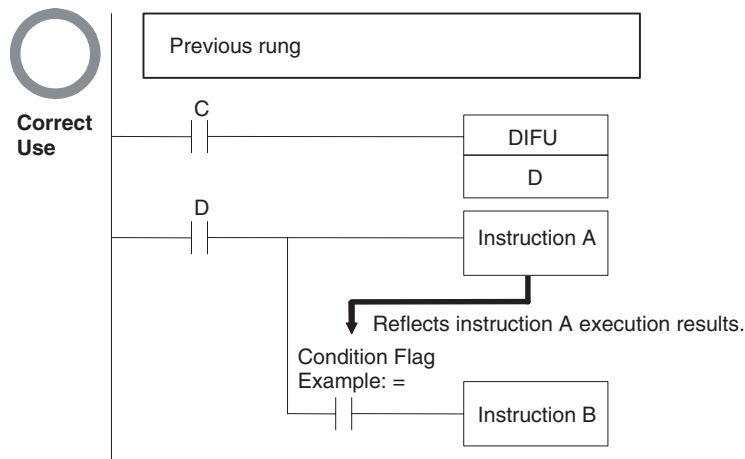 Previous rung
Correct
Use
C
DIFU
D
D
Instruction A
Reflects instruction A execution results.
Condition Flag
Example: =
Instruction B